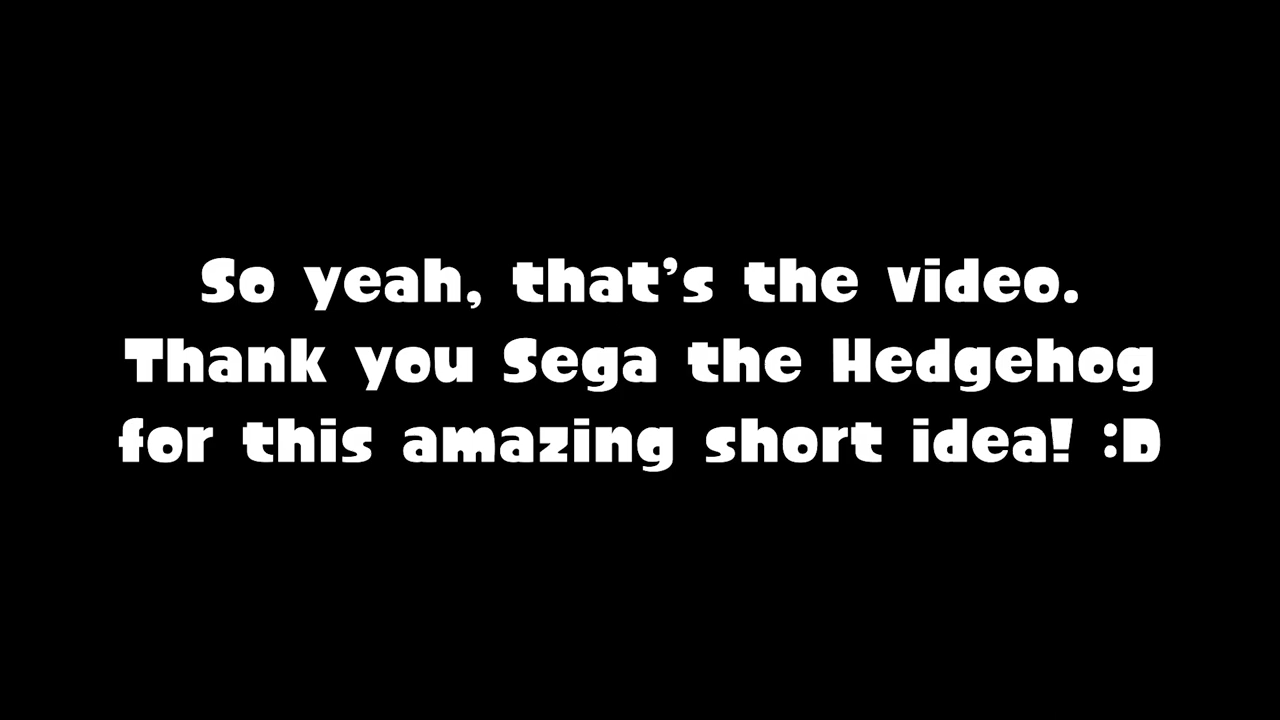 So yeah, that’s the video.
Thank you Sega the Hedgehog
for this amazing short idea! :D